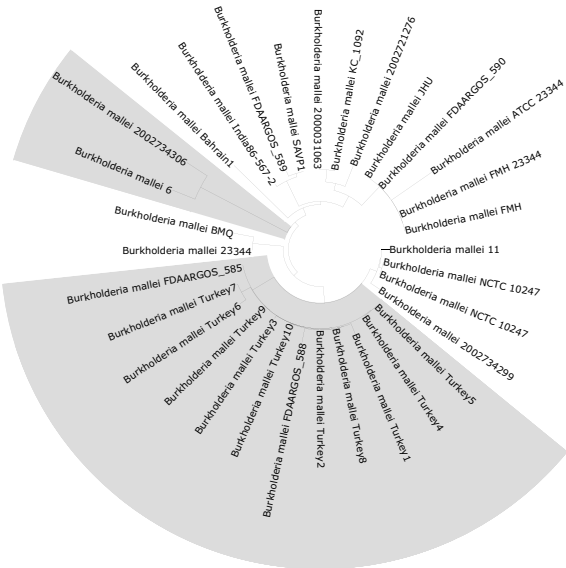 Burkholderia mallei 11
Burkholderia mallei FMH
Burkholderia mallei FMH 23344
Burkholderia mallei ATCC 23344
Burkholderia mallei FDAARGOS_590
Burkholderia mallei JHU
Burkholderia mallei 2002721276
Burkholderia mallei KC_1092
Burkholderia mallei 2000031063
Burkholderia mallei SAVP1
Burkholderia mallei FDAARGOS_589
Burkholderia mallei India86-567-2
Burkholderia mallei Bahrain1
Burkholderia mallei 2002734306
Burkholderia mallei 6
Burkholderia mallei BMQ
Burkholderia mallei 23344
Burkholderia mallei FDAARGOS_585
Burkholderia mallei Turkey7
Burkholderia mallei Turkey6
Burkholderia mallei Turkey9
Burkholderia mallei Turkey3
Burkholderia mallei Turkey10
Burkholderia mallei FDAARGOS_588
Burkholderia mallei Turkey2
Burkholderia mallei Turkey8
Burkholderia mallei Turkey1
Burkholderia mallei Turkey4
Burkholderia mallei Turkey5
Burkholderia mallei 2002734299
Burkholderia mallei NCTC 10247
Burkholderia mallei NCTC 10247